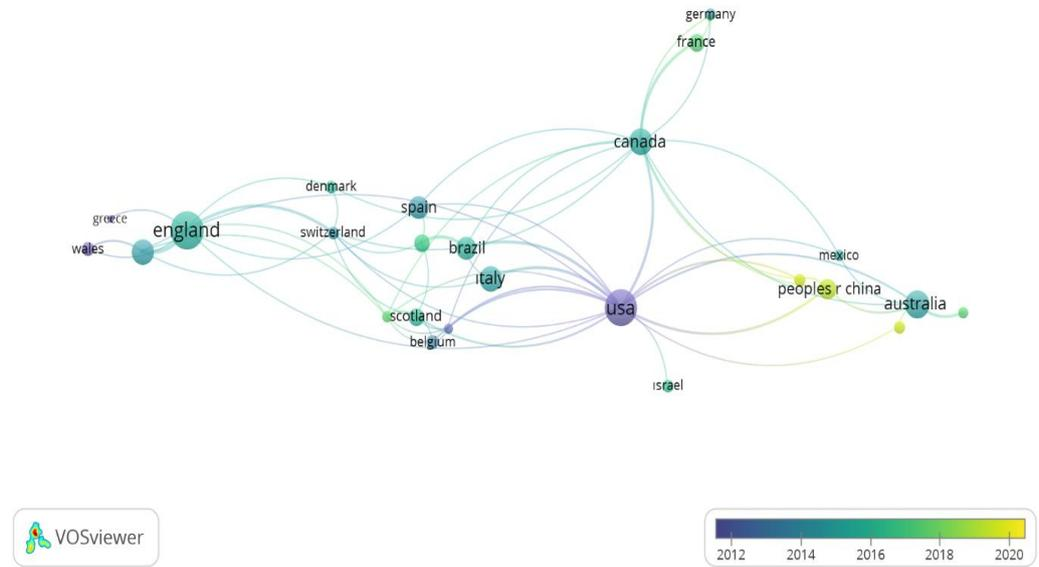 germany
france
canada
denmark
spain
greece
england
switzerland
wales
brazil
mexico
italy
peoples r china
australia
usa
scotland
belgium
israel
VOSviewer
2012 2014 2016 2018 2020